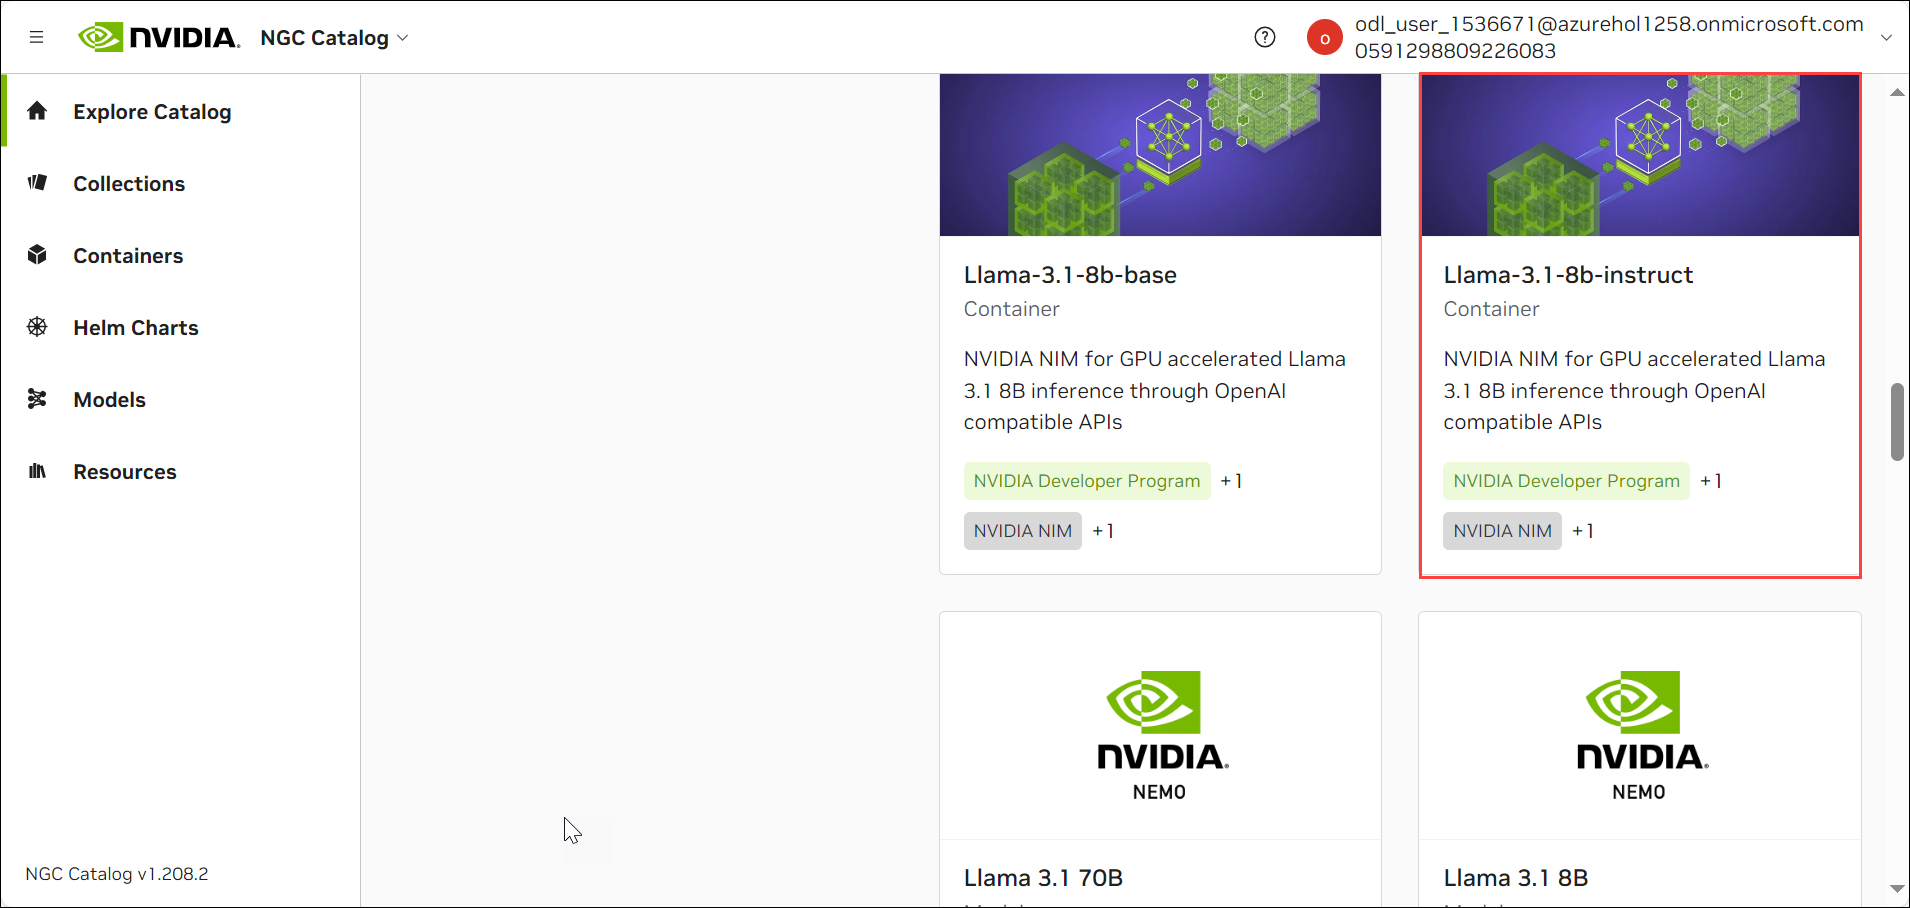 NVIDIA. NGC Catalog
o
odl_user_1536671@azurehol1258.onmicrosoft.com
0591298809226083
Explore Catalog
Collections
Containers
Helm Charts
Models
Resources
NGC Catalog v1.208.2
Llama-3.1-8b-base
Container
NVIDIA NIM for GPU accelerated Llama
3.1 8B inference through OpenAI
compatible APIs
NVIDIA Developer Program +1
NVIDIA NIM +1
Llama-3.1-8b-instruct
Container
NVIDIA NIM for GPU accelerated Llama
3.1 8B inference through OpenAI
compatible APIs
NVIDIA Developer Program +1
NVIDIA NIM +1
NVIDIA.
NEMO
Llama 3.1 70B
NVIDIA.
NEMO
Llama 3.1 8B